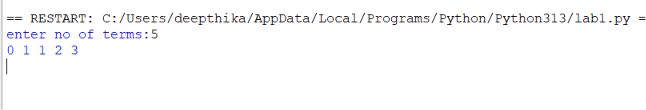 == RESTART: C:/Users/deepthika/AppData/Local/Programs/Python/Python313/lab1.py =
enter no of terms:5
0 1 1 2 3